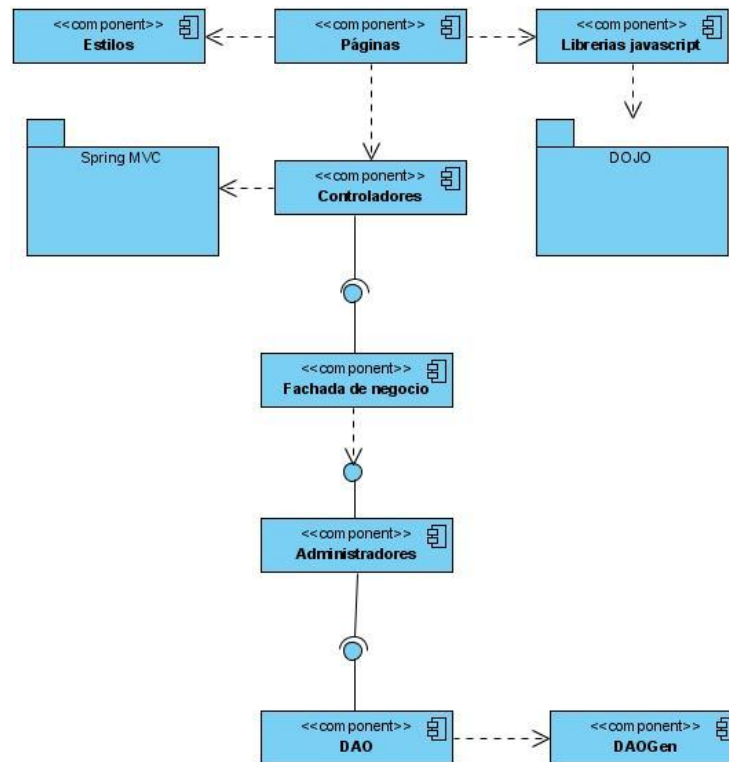 <<component>>
Estilos
<<component>>
Páginas
<<component>>
Librerias javascript
Spring MVC
<<component>>
Controladores
DOJO
<<component>>
Fachada de negocio
<<component>>
Administradores
<<component>>
DAO
<<component>>
DAOGen